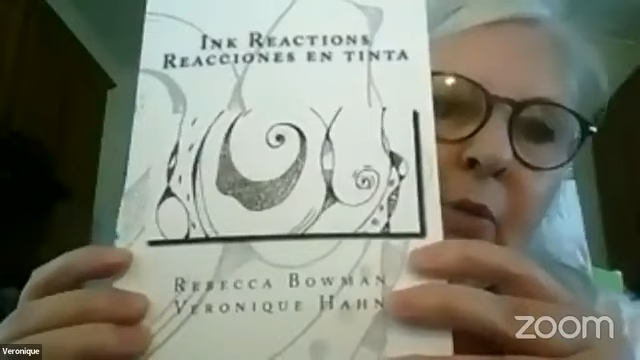 INK REACTIONS
REACCIONES EN TINTA
REBECCA BOWMAN
VERONIQUE HAHN
zoom
Veronique